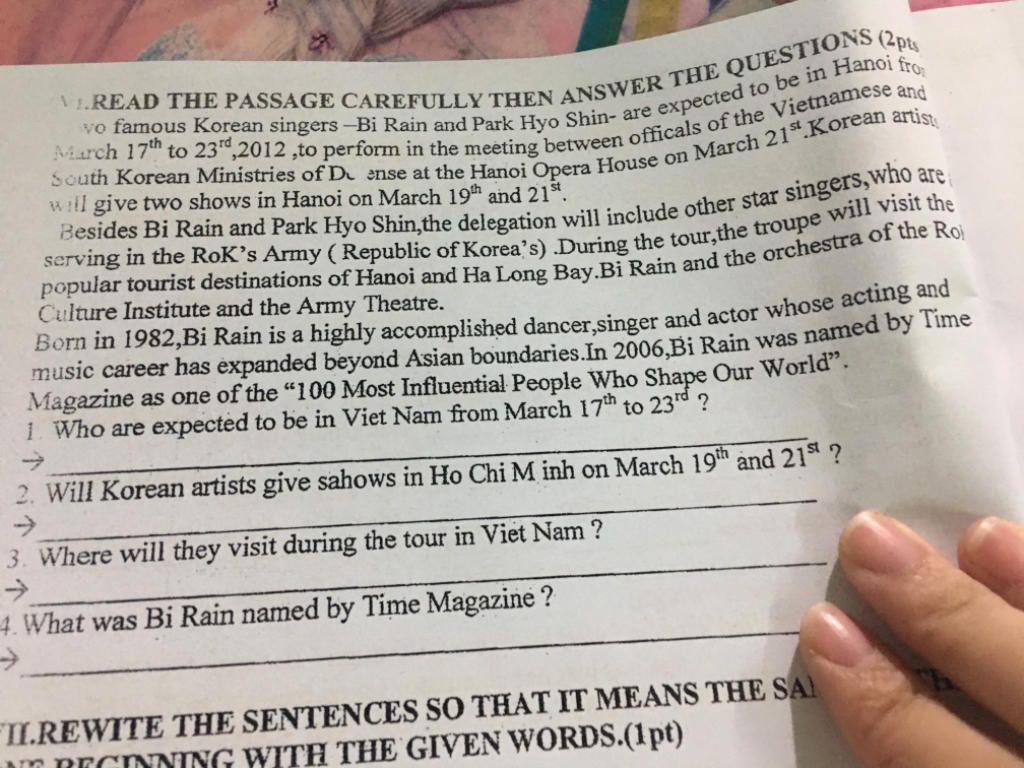 VI.READ THE PASSAGE CAREFULLY THEN ANSWER THE QUESTIONS (2pts
famous Korean singers –Bi Rain and Park Hyo Shin- are expected to be in Hanoi from
March 17th to 23rd,2012 ,to perform in the meeting between officals of the Vietnamese and
South Korean Ministries of Defense at the Hanoi Opera House on March 21st.Korean artists
will give two shows in Hanoi on March 19th and 21st.
Besides Bi Rain and Park Hyo Shin,the delegation will include other star singers,who are
serving in the RoK's Army ( Republic of Korea's) .During the tour,the troupe will visit the
popular tourist destinations of Hanoi and Ha Long Bay.Bi Rain and the orchestra of the RoK
Culture Institute and the Army Theatre.
Born in 1982,Bi Rain is a highly accomplished dancer,singer and actor whose acting and
music career has expanded beyond Asian boundaries.In 2006,Bi Rain was named by Time
Magazine as one of the “100 Most Influential People Who Shape Our World”.
1. Who are expected to be in Viet Nam from March 17th to 23rd ?
→
2. Will Korean artists give sahows in Ho Chi M inh on March 19th and 21st ?
→
3. Where will they visit during the tour in Viet Nam ?
→
4. What was Bi Rain named by Time Magazine ?
→
VII.REWITE THE SENTENCES SO THAT IT MEANS THE
BEGINNING WITH THE GIVEN WORDS.(1pt)